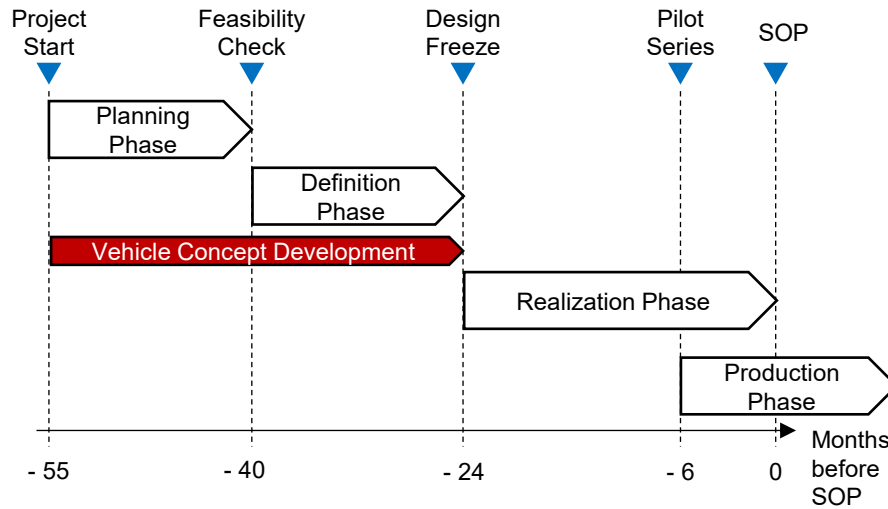 Project
Start
Feasibility
Check
Design
Freeze
Pilot
Series
SOP
Planning
Phase
Definition
Phase
Vehicle Concept Development
Realization Phase
Production
Phase
- 55
- 40
- 24
- 6
0
Months
before
SOP